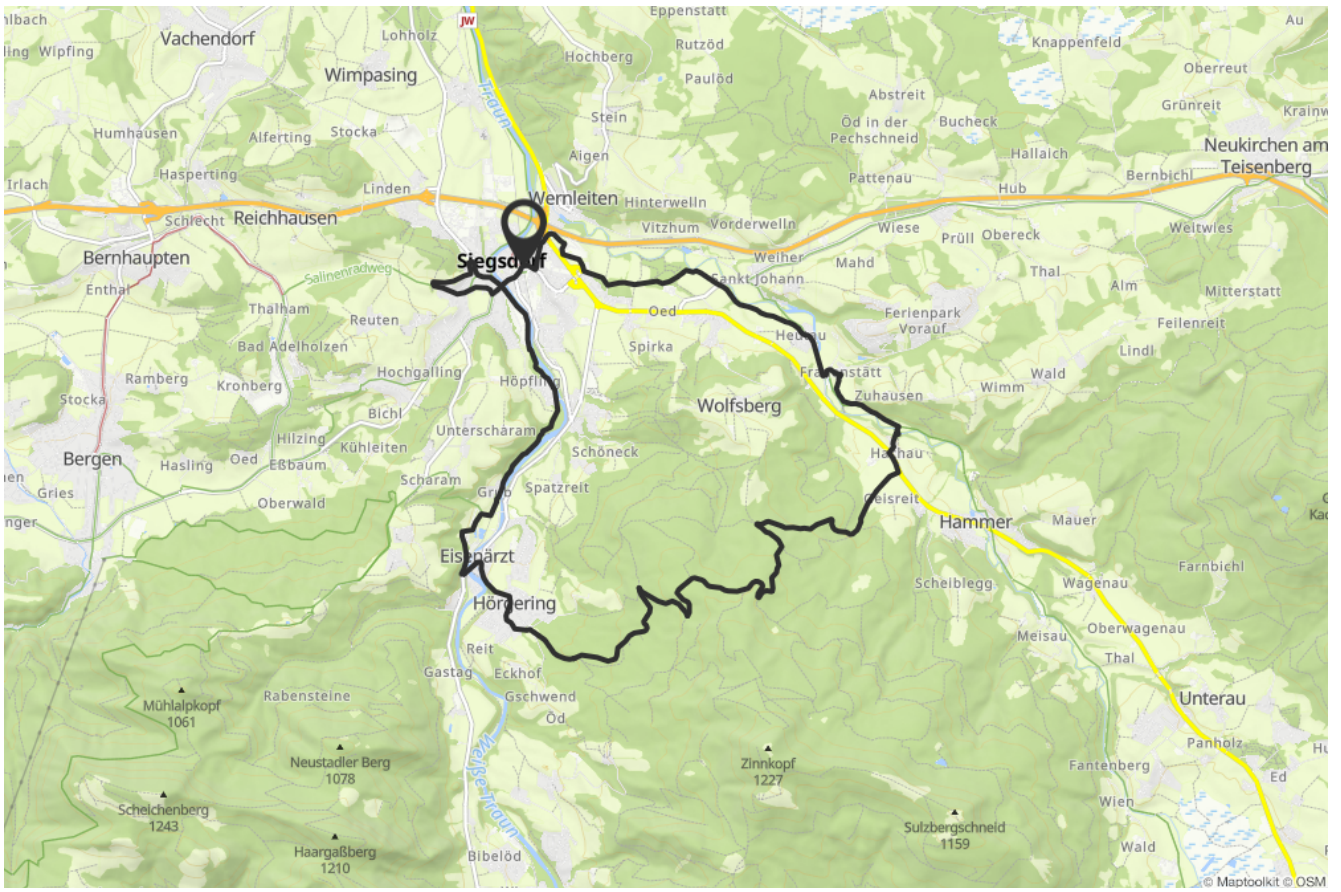 Eppenstatt
Au
Vachendorf
Lohholz
JW
Rutzöd
Knappenfeld
Wipfing
Hochberg
Oberreut
Wimpasing
Paulöd
Abstreit
Grünreit
Traun
Stein
Bucheck
Humhausen
Alferting
Stocka
Öd in der
Pechschneid
Neukirchen am
Teisenberg
Hasperting
Aigen
Hallaich
Bernbichl
Irlach
Linden
Pattenau
Hub
Wernleiten
Hinterwelln
Schlecht
Reichhausen
Vitzhum
Vorderwelln
Wiese
Prüll
Obereck
Weltwies
Bernhaupten
Siegsdorf
Weiher
Mahd
Salinenradweg
Sankt Johann
Thal
Enthal
Alm
Alm
Mitterstatt
Thalham
Reuten
Oed
Ferienpark
Vorauf
Feilenreit
Bad Adelholzen
Spirka
Heutau
Lindl
Ramberg
Kronberg
Hochgalling
Höpfling
Wald
Stocka
Zuhausen
Wimm
Bichl
Wolfsberg
Hilzing
Kühleiten
Unterscharam
Bergen
Hasling
Oed
Eßbaum
Schöneck
Hachau
Gries
Scharam
Grub
Spatzreit
Oberwald
Geisreit
Hammer
Mauer
Eisenärzt
Farnbichl
Scheiblegg
Wagenau
Hördering
Oberwagenau
Meisau
Reit
Thal
Gastag
Eckhof
Rabensteine
Gschwend
Unterau
Mühlalpkopf
1061
Öd
Panholz
Neustadler Berg
1078
Weiße Traun
Zinnkopf
1227
Fantenberg
Ed
Scheichenberg
1243
Wien
Sulzbergschneid
1159
Haargaßberg
1210
Bibelöd
Wald
© Maptoolkit © OSM